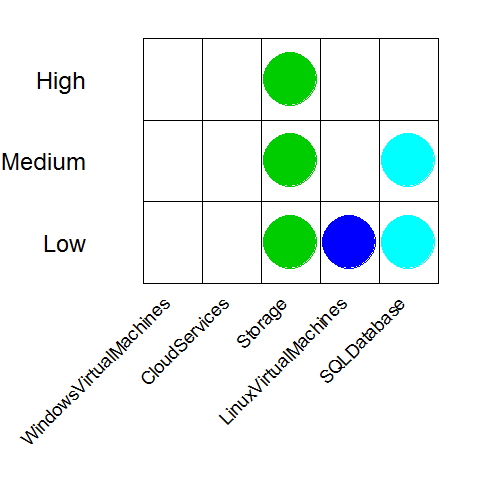 High
Medium
Low
WindowsVirtualMachines
CloudServices
Storage
LinuxVirtualMachines
SQLDatabase